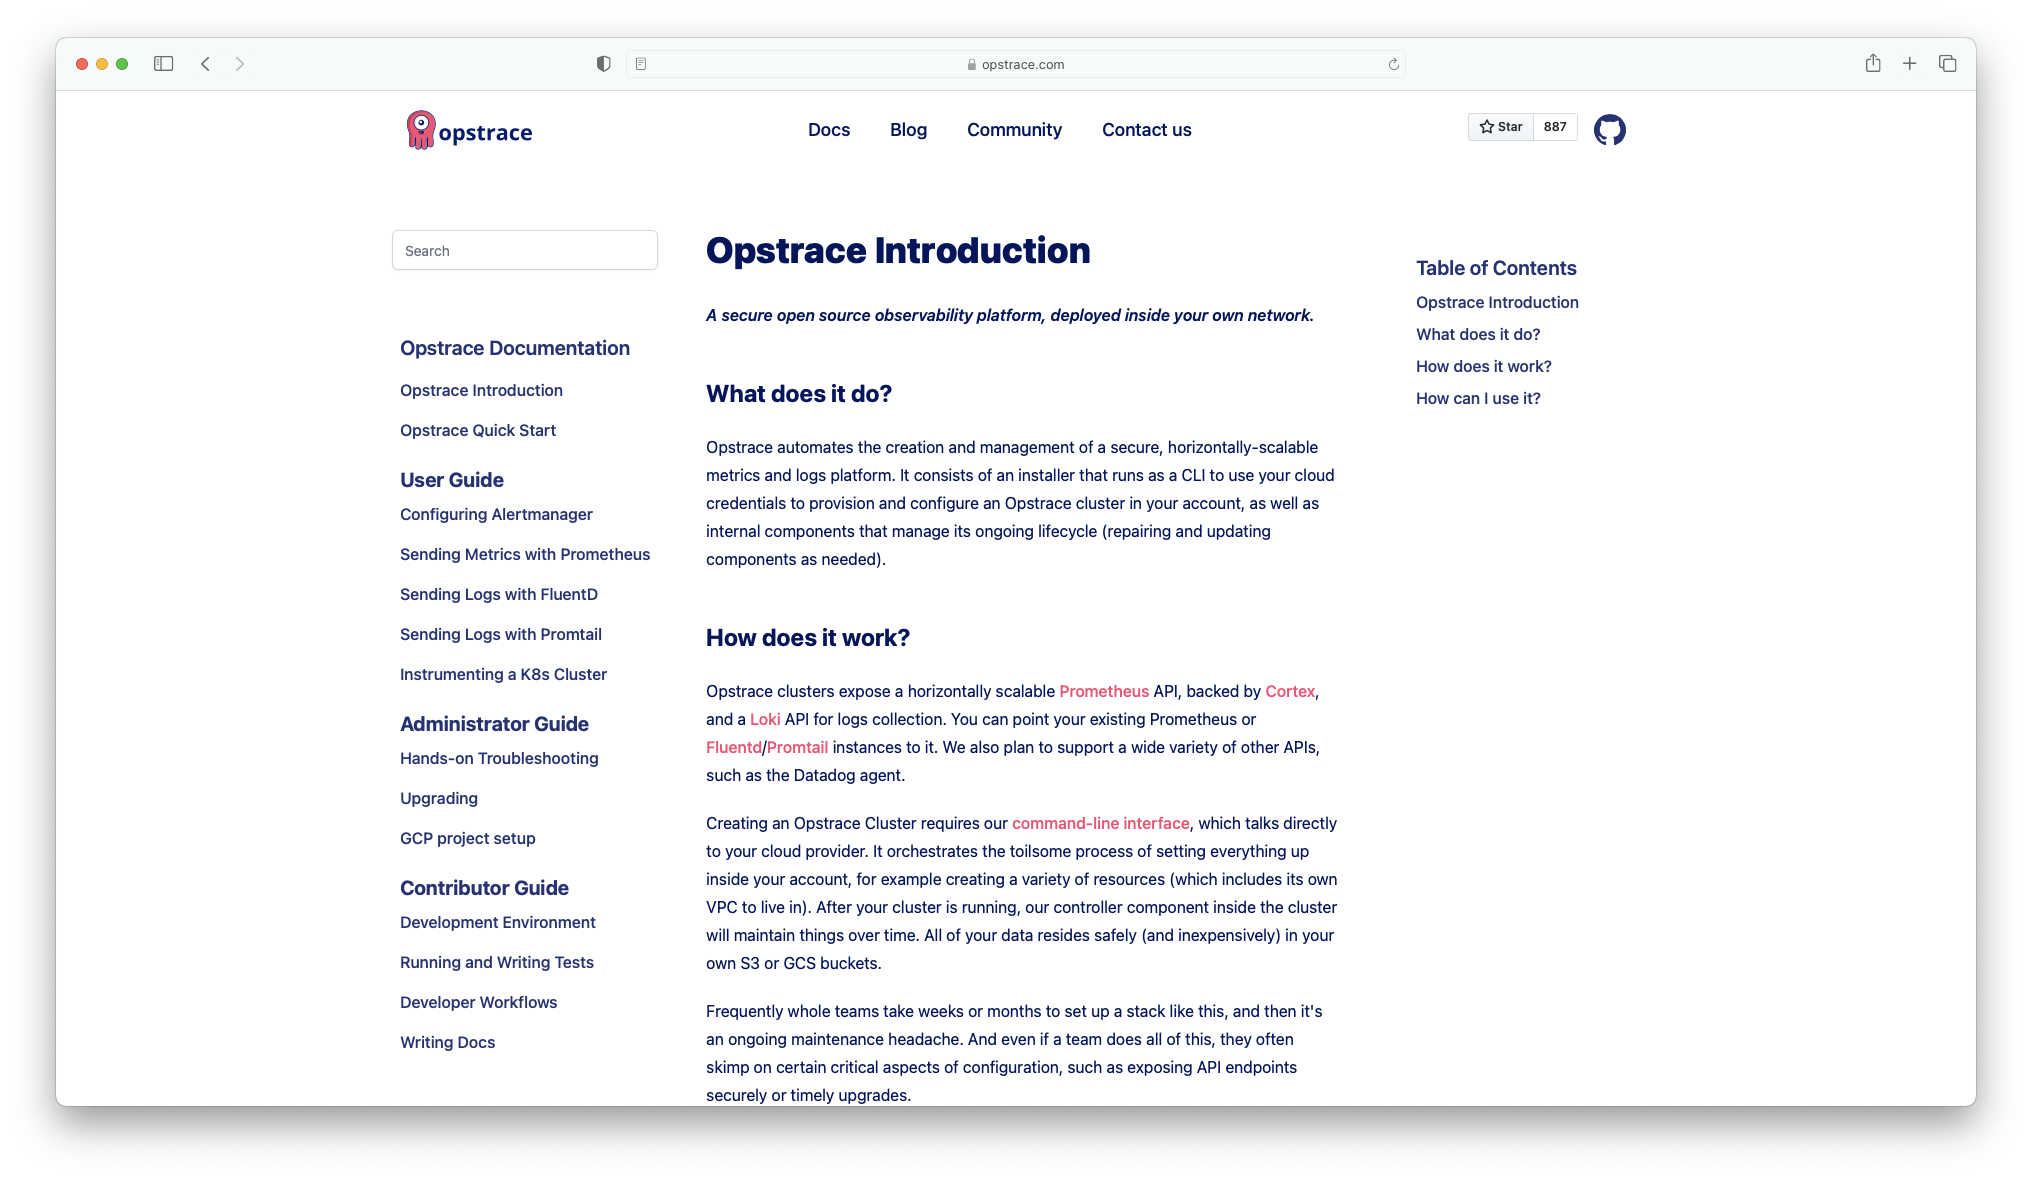 opstrace.com
opstrace
Docs
Blog
Community
Contact us
Star
887
Search
Opstrace Documentation
Opstrace Introduction
Opstrace Quick Start
User Guide
Configuring Alertmanager
Sending Metrics with Prometheus
Sending Logs with FluentD
Sending Logs with Promtail
Instrumenting a K8s Cluster
Administrator Guide
Hands-on Troubleshooting
Upgrading
GCP project setup
Contributor Guide
Development Environment
Running and Writing Tests
Developer Workflows
Writing Docs
Opstrace Introduction
A secure open source observability platform, deployed inside your own network.
What does it do?
Opstrace automates the creation and management of a secure, horizontally-scalable
metrics and logs platform. It consists of an installer that runs as a CLI to use your cloud
credentials to provision and configure an Opstrace cluster in your account, as well as
internal components that manage its ongoing lifecycle (repairing and updating
components as needed).
How does it work?
Opstrace clusters expose a horizontally scalable Prometheus API, backed by Cortex,
and a Loki API for logs collection. You can point your existing Prometheus or
Fluentd/Promtail instances to it. We also plan to support a wide variety of other APIs,
such as the Datadog agent.
Creating an Opstrace Cluster requires our command-line interface, which talks directly
to your cloud provider. It orchestrates the toilsome process of setting everything up
inside your account, for example creating a variety of resources (which includes its own
VPC to live in). After your cluster is running, our controller component inside the cluster
will maintain things over time. All of your data resides safely (and inexpensively) in your
own S3 or GCS buckets.
Frequently whole teams take weeks or months to set up a stack like this, and then it's
an ongoing maintenance headache. And even if a team does all of this, they often
skimp on certain critical aspects of configuration, such as exposing API endpoints
securely or timely upgrades.
Table of Contents
Opstrace Introduction
What does it do?
How does it work?
How can I use it?